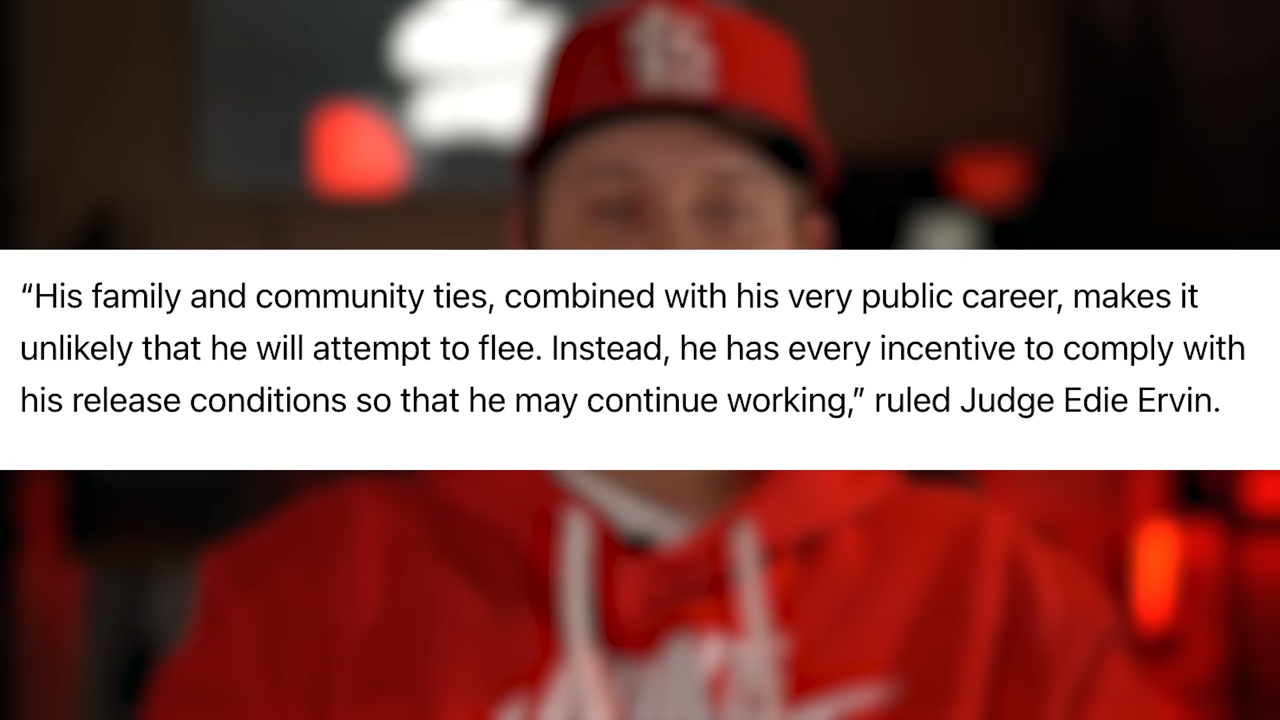 “His family and community ties, combined with his very public career, makes it
unlikely that he will attempt to flee. Instead, he has every incentive to comply with
his release conditions so that he may continue working,” ruled Judge Edie Ervin.